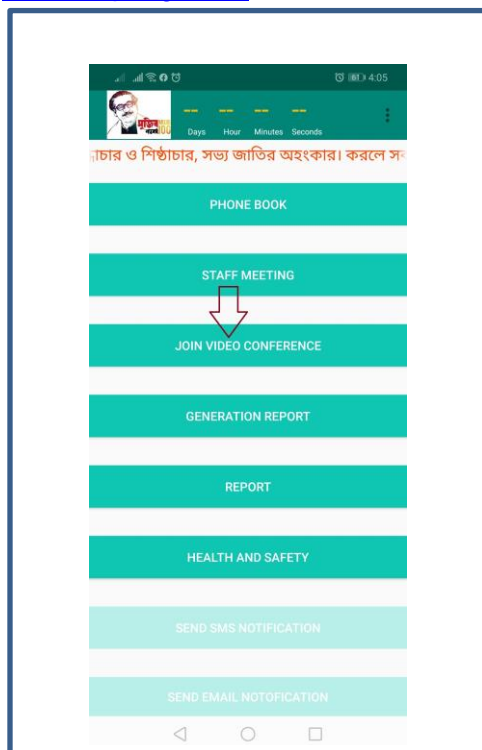 4:05
মুজিব
100
-- -- -- --
Days Hour Minutes Seconds
চার ও শিষ্ঠাচার, সভ্য জাতির অহংকার। করলে
PHONE BOOK
STAFF MEETING
JOIN VIDEO CONFERENCE
GENERATION REPORT
REPORT
HEALTH AND SAFETY
SEND SMS NOTIFICATION
SEND EMAIL NOTOFICATION